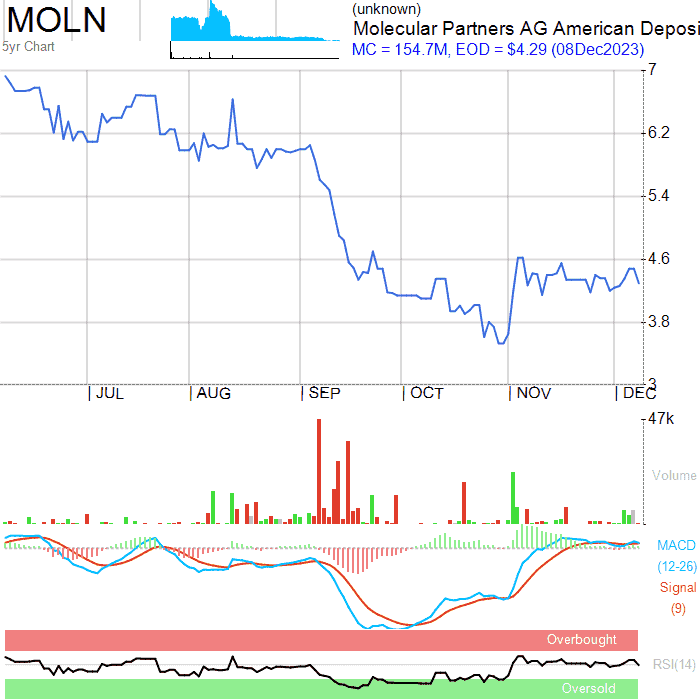 MOLN
5yr Chart
(unknown)
Molecular Partners AG American Deposi
MC = 154.7M, EOD = $4.29 (08Dec2023)
7
6.2
5.4
4.6
3.8
3
JUL AUG SEP OCT NOV DEC
47k
Volume
MACD
(12-26)
Signal
(9)
Overbought
RSI(14)
Oversold